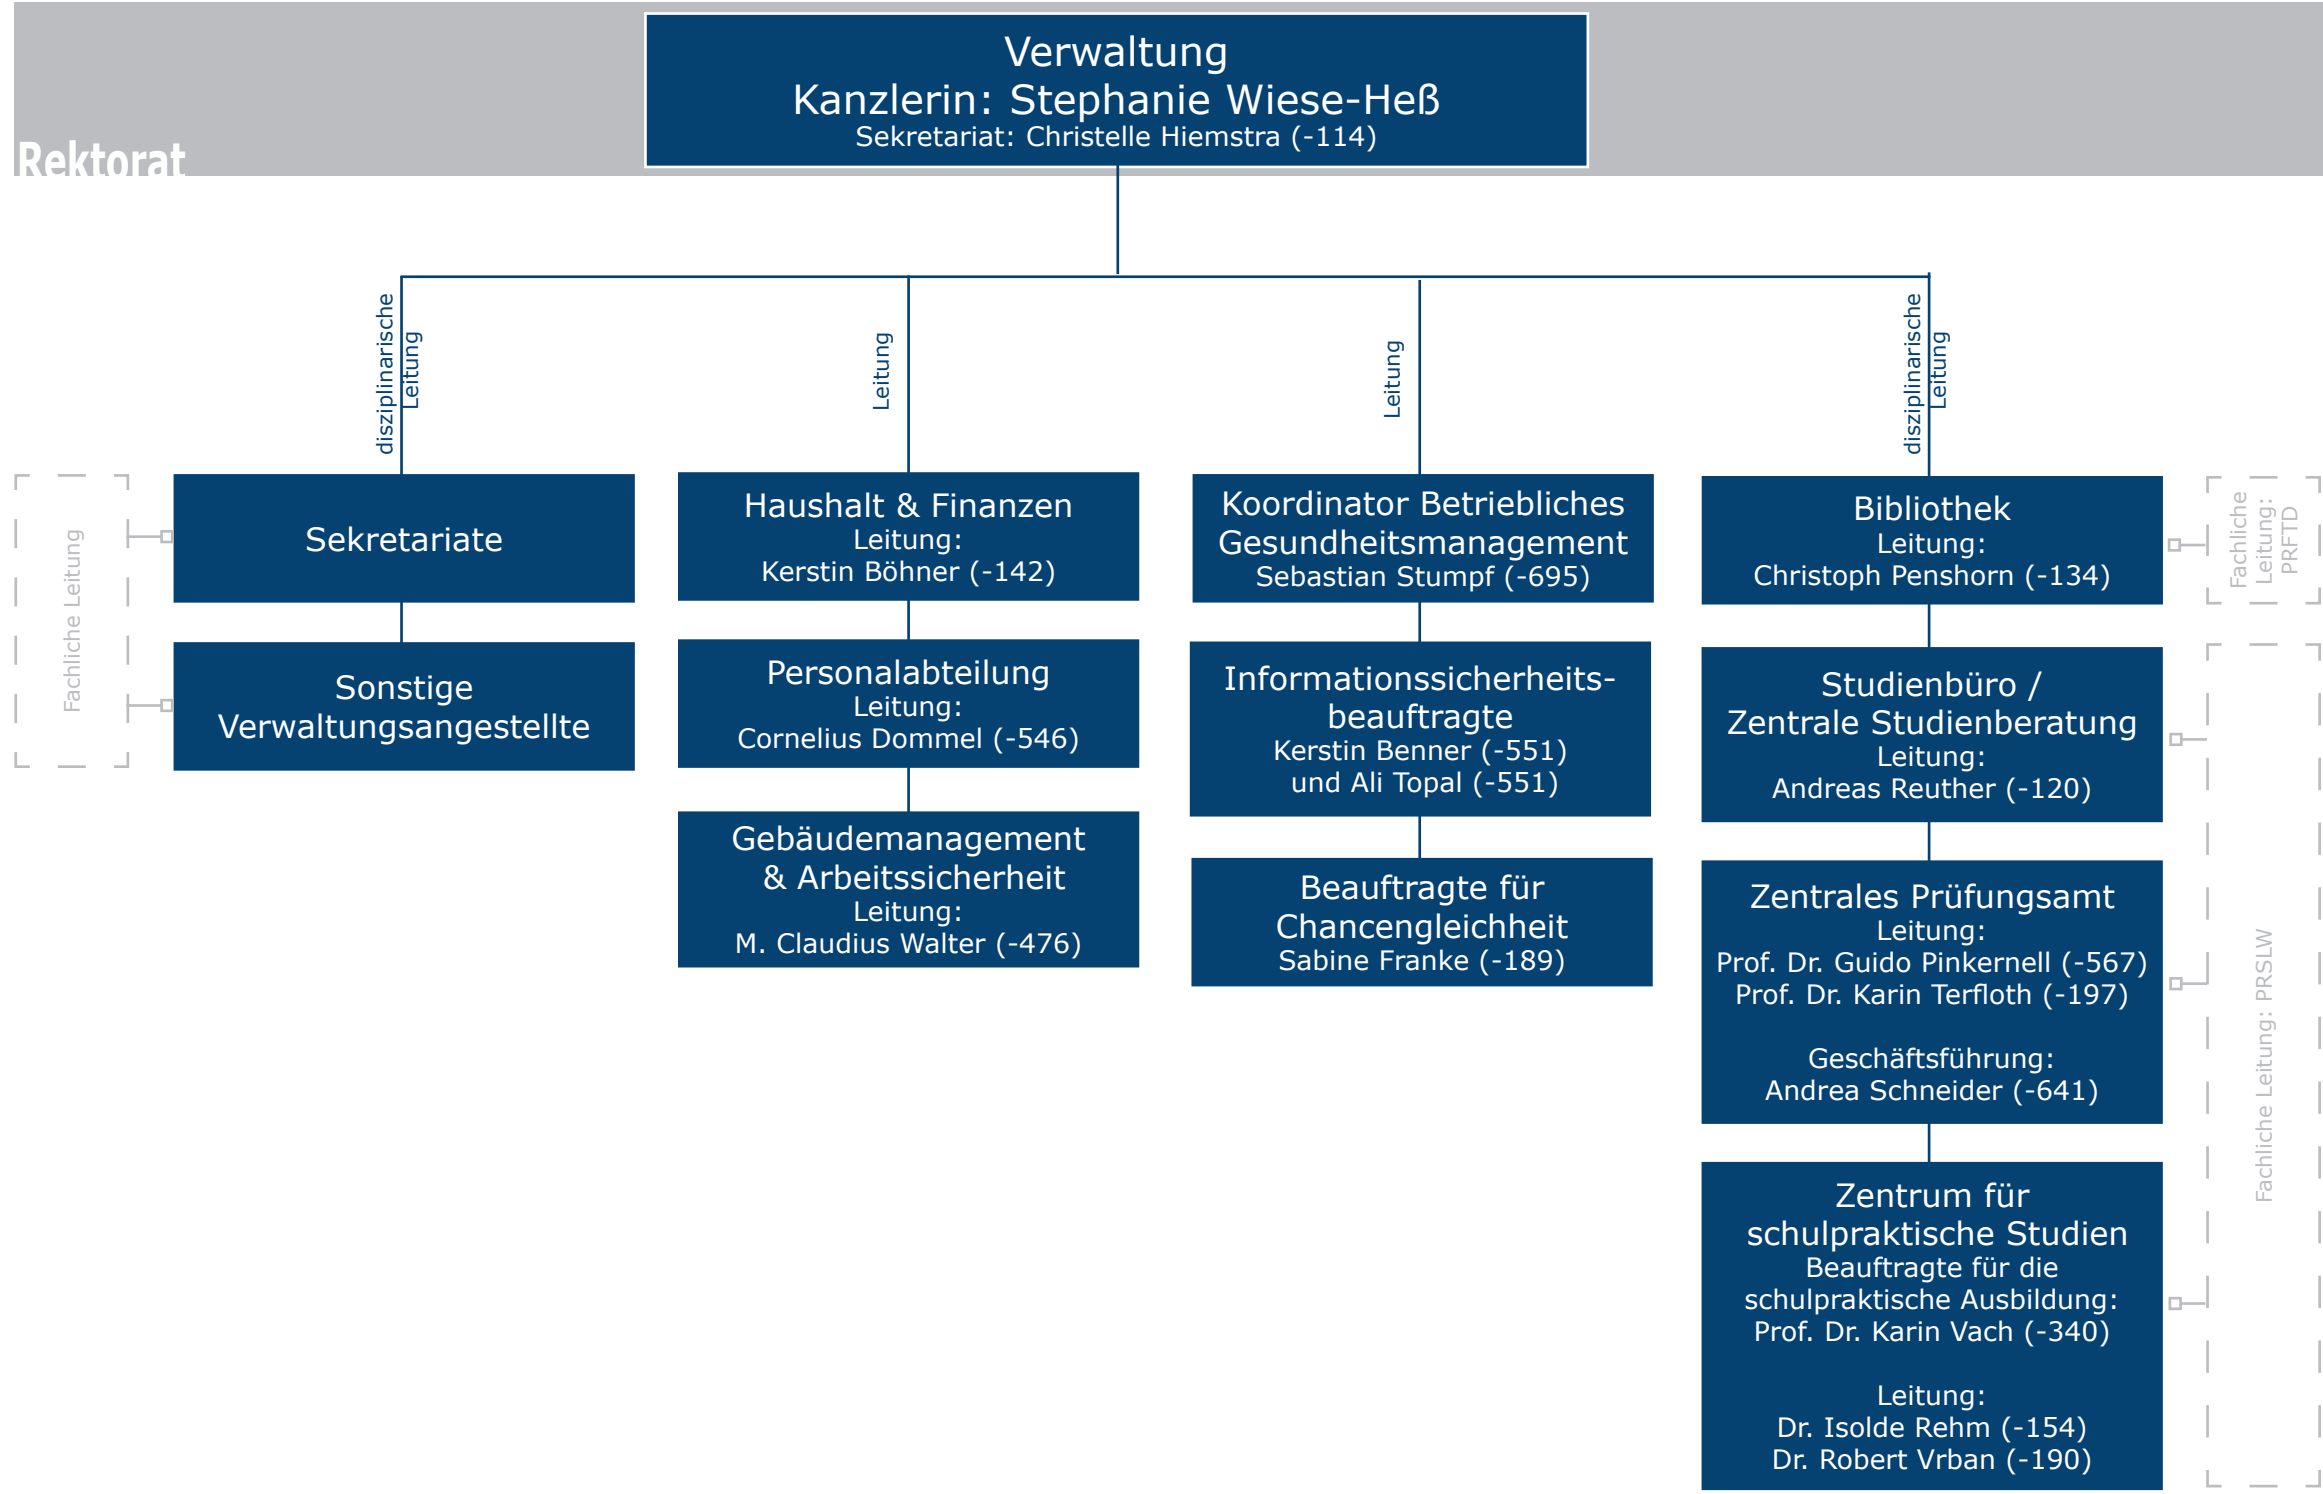 Verwaltung
Kanzlerin: Stephanie Wiese-Heß
Sekretariat: Christelle Hiemstra (-114)
Rektorat
disziplinarische
Leitung
Leitung
Leitung
disziplinarische
Leitung
Fachliche Leitung
Sekretariate
Sonstige
Verwaltungsangestellte
Haushalt & Finanzen
Leitung:
Kerstin Böhner (-142)
Personalabteilung
Leitung:
Cornelius Dommel (-546)
Gebäudemanagement
& Arbeitssicherheit
Leitung:
M. Claudius Walter (-476)
Koordinator Betriebliches
Gesundheitsmanagement
Sebastian Stumpf (-695)
Informationssicherheits-
beauftragte
Kerstin Benner (-551)
und Ali Topal (-551)
Beauftragte für
Chancengleichheit
Sabine Franke (-189)
Bibliothek
Leitung:
Christoph Penshorn (-134)
Studienbüro /
Zentrale Studienberatung
Leitung:
Andreas Reuther (-120)
Zentrales Prüfungsamt
Leitung:
Prof. Dr. Guido Pinkernell (-567)
Prof. Dr. Karin Terfloth (-197)
Geschäftsführung:
Andrea Schneider (-641)
Zentrum für
schulpraktische Studien
Beauftragte für die
schulpraktische Ausbildung:
Prof. Dr. Karin Vach (-340)
Leitung:
Dr. Isolde Rehm (-154)
Dr. Robert Vrban (-190)
Fachliche
Leitung:
PRFTD
Fachliche Leitung: PRSLW